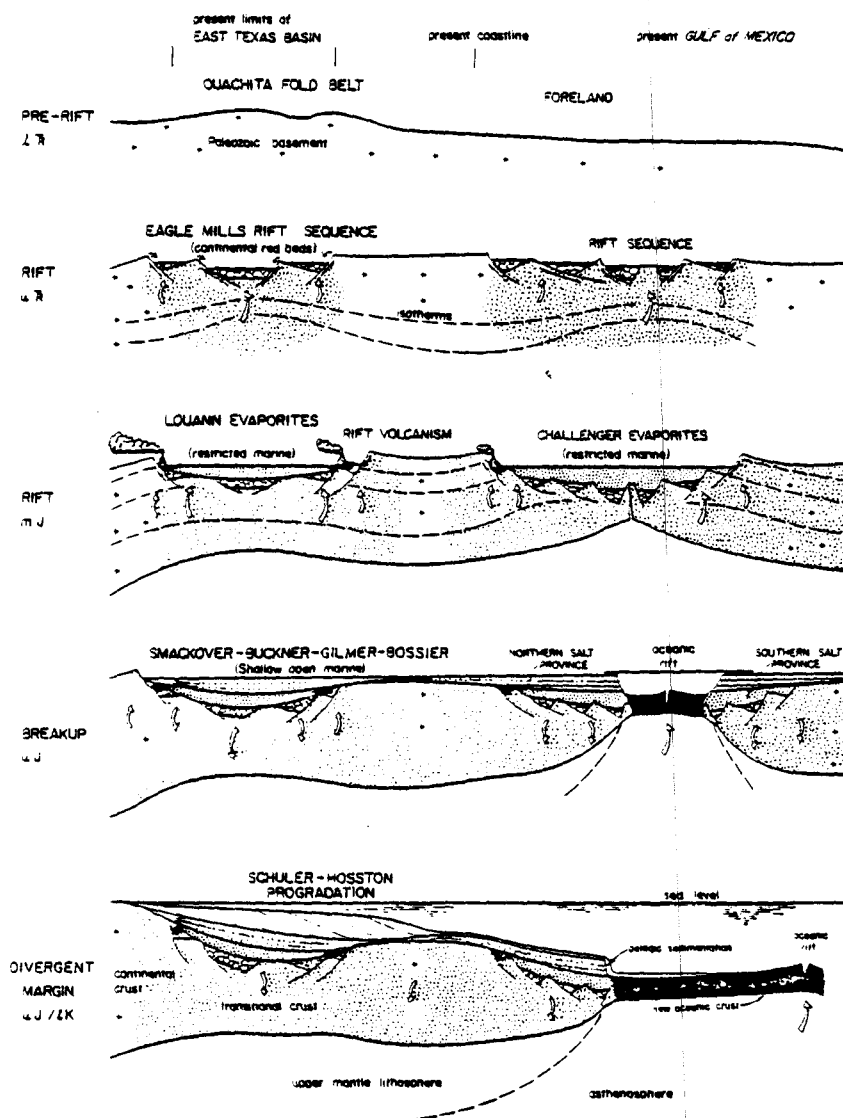 present limits of
EAST TEXAS BASIN
present coastline
present GULF of MEXICO
OUACHITA FOLD BELT
FORELAND
PRE-RIFT
Paleozoic basement
EAGLE MILLS RIFT SEQUENCE
(continental red beds)
RIFT SEQUENCE
RIFT
isotherms
LOUANN EVAPORITES
(restricted marine)
RIFT VOLCANISM
CHALLENGER EVAPORITES
(restricted marine)
RIFT
m J
SMACKOVER-BUCKNER-GILMER-BOSSIER
(Shallow open marine)
NORTHERN SALT
PROVINCE
oceanic
rift
SOUTHERN SALT
PROVINCE
BREAKUP
u J
SCHULER-HOSSTON
PROGRADATION
sea level
pelagic sedimentation
oceanic
rift
DIVERGENT
MARGIN
u J / l K
continental
crust
transitional crust
new oceanic crust
upper mantle lithosphere
asthenosphere